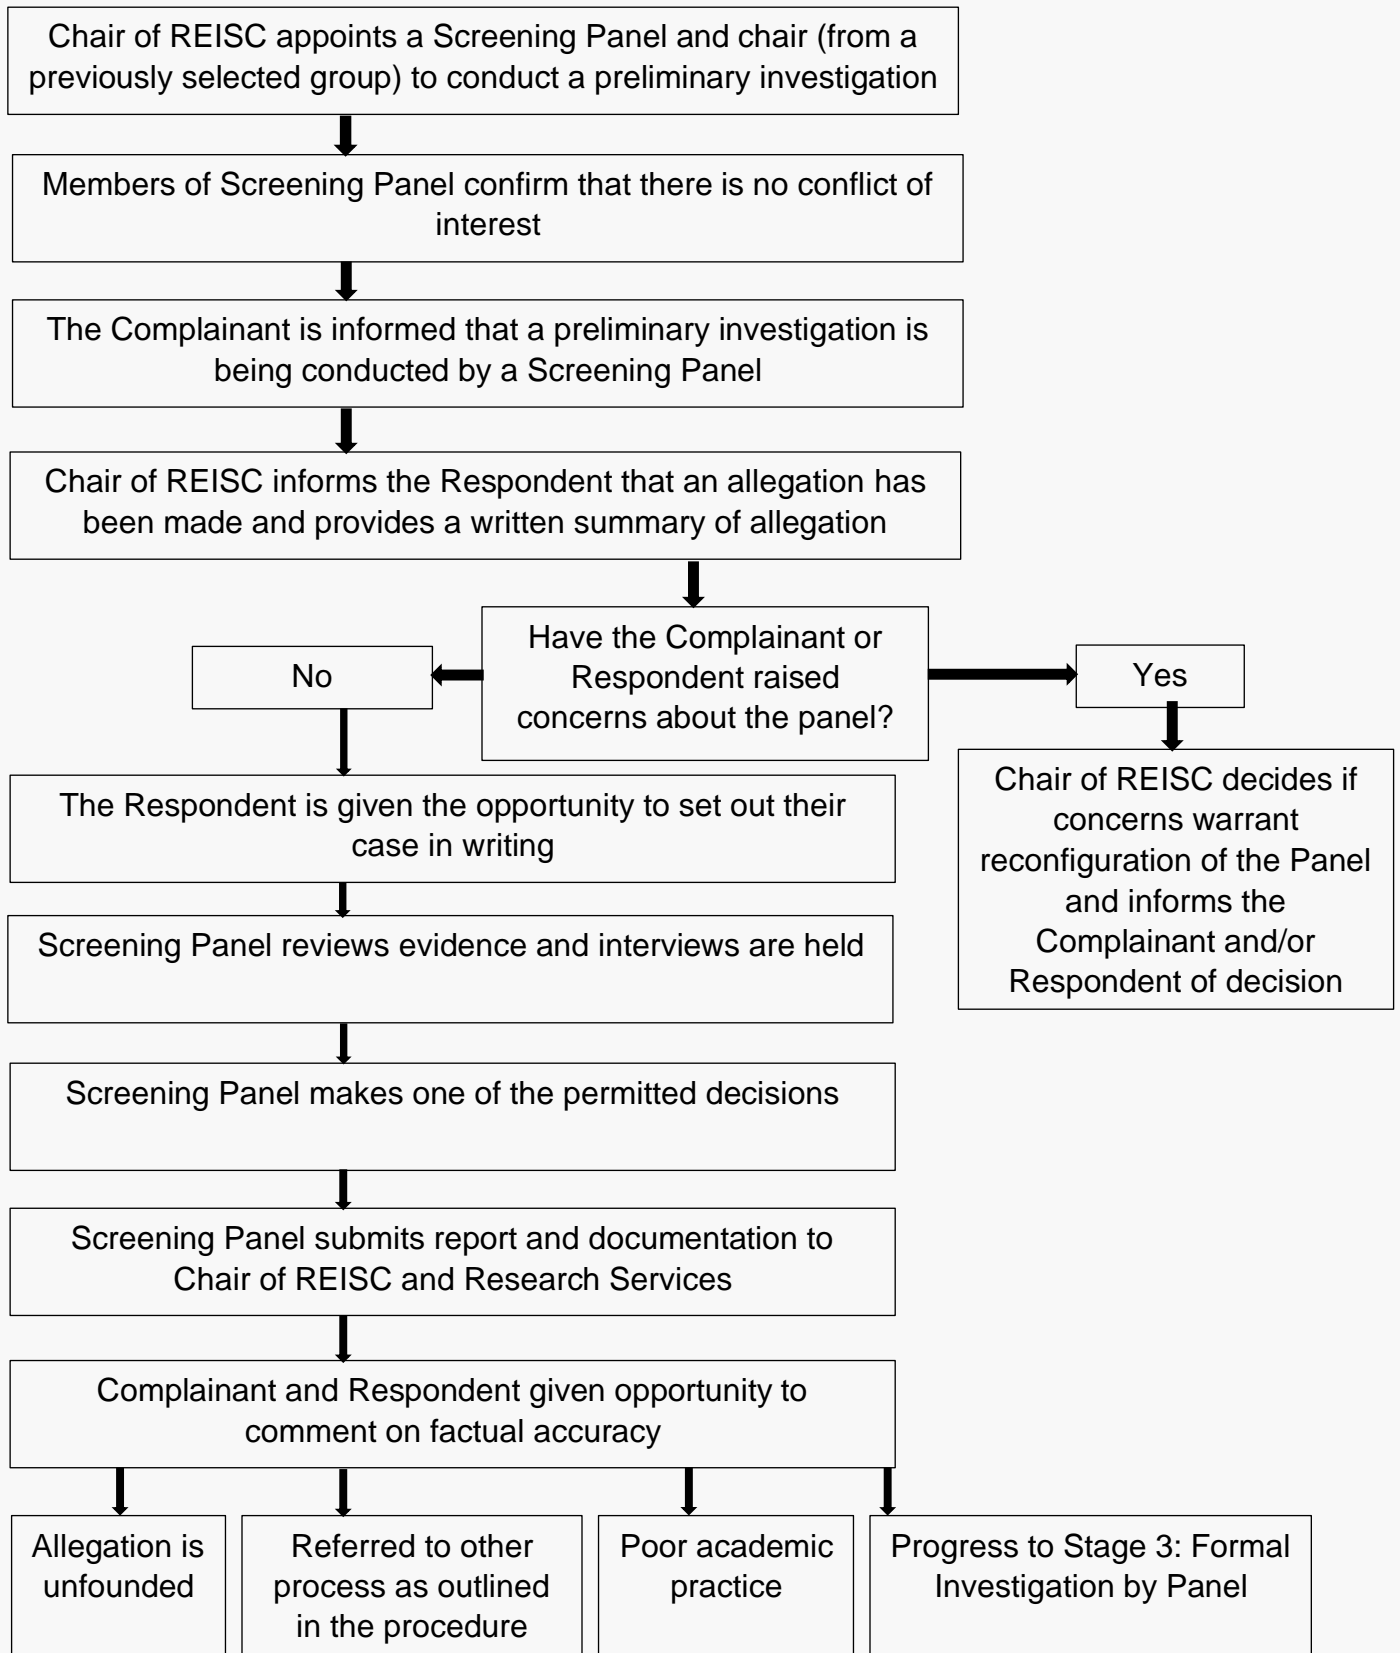 Chair of REISC appoints a Screening Panel and chair (from a
previously selected group) to conduct a preliminary investigation
Members of Screening Panel confirm that there is no conflict of
interest
The Complainant is informed that a preliminary investigation is
being conducted by a Screening Panel
Chair of REISC informs the Respondent that an allegation has
been made and provides a written summary of allegation
Have the Complainant or
Respondent raised
concerns about the panel?
No
Yes
Chair of REISC decides if
concerns warrant
reconfiguration of the Panel
and informs the
Complainant and/or
Respondent of decision
The Respondent is given the opportunity to set out their
case in writing
Screening Panel reviews evidence and interviews are held
Screening Panel makes one of the permitted decisions
Screening Panel submits report and documentation to
Chair of REISC and Research Services
Complainant and Respondent given opportunity to
comment on factual accuracy
Allegation is
unfounded
Referred to other
process as outlined
in the procedure
Poor academic
practice
Progress to Stage 3: Formal
Investigation by Panel